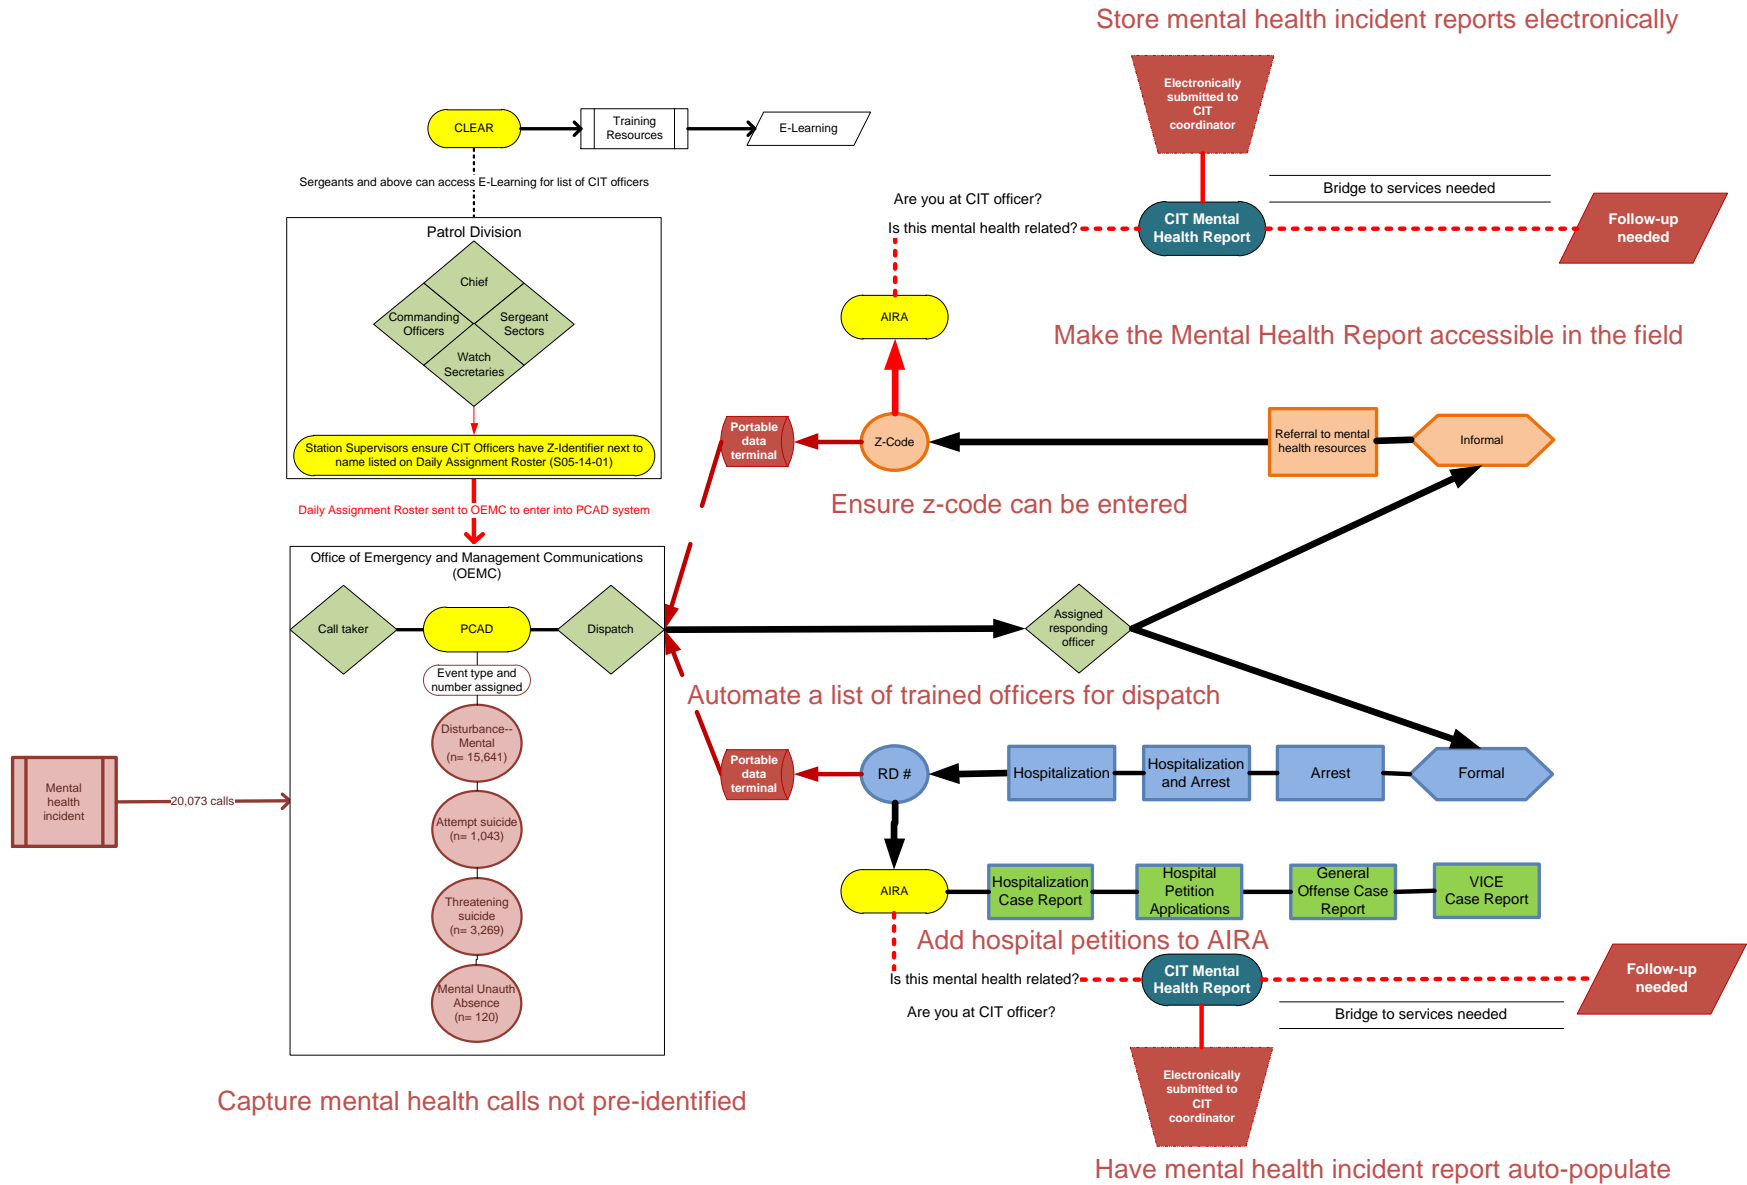 Store mental health incident reports electronically
Electronically
submitted to
CIT
coordinator
CLEAR
Training
Resources
E-Learning
Sergeants and above can access E-Learning for list of CIT officers
Are you at CIT officer?
Is this mental health related?
CIT Mental
Health Report
Bridge to services needed
Follow-up
needed
Patrol Division
Chief
Commanding
Officers
Sergeant
Sectors
Watch
Secretaries
AIRA
Make the Mental Health Report accessible in the field
Station Supervisors ensure CIT Officers have Z-Identifier next to
name listed on Daily Assignment Roster (S05-14-01)
Portable
data
terminal
Z-Code
Referral to mental
health resources
Informal
Ensure z-code can be entered
Daily Assignment Roster sent to OEMC to enter into PCAD system
Office of Emergency and Management Communications
(OEMC)
Call taker
PCAD
Dispatch
Assigned
responding
officer
Event type and
number assigned
Automate a list of trained officers for dispatch
Disturbance--
Mental
(n= 15,641)
Mental
health
incident
20,073 calls
Attempt suicide
(n= 1,043)
Threatening
suicide
(n= 3,269)
Mental Unauth
Absence
(n= 120)
Portable
data
terminal
RD #
Hospitalization
Hospitalization
and Arrest
Arrest
Formal
AIRA
Hospitalization
Case Report
Hospital
Petition
Applications
General
Offense Case
Report
VICE
Case Report
Add hospital petitions to AIRA
Is this mental health related?
Are you at CIT officer?
CIT Mental
Health Report
Bridge to services needed
Follow-up
needed
Electronically
submitted to
CIT
coordinator
Capture mental health calls not pre-identified
Have mental health incident report auto-populate